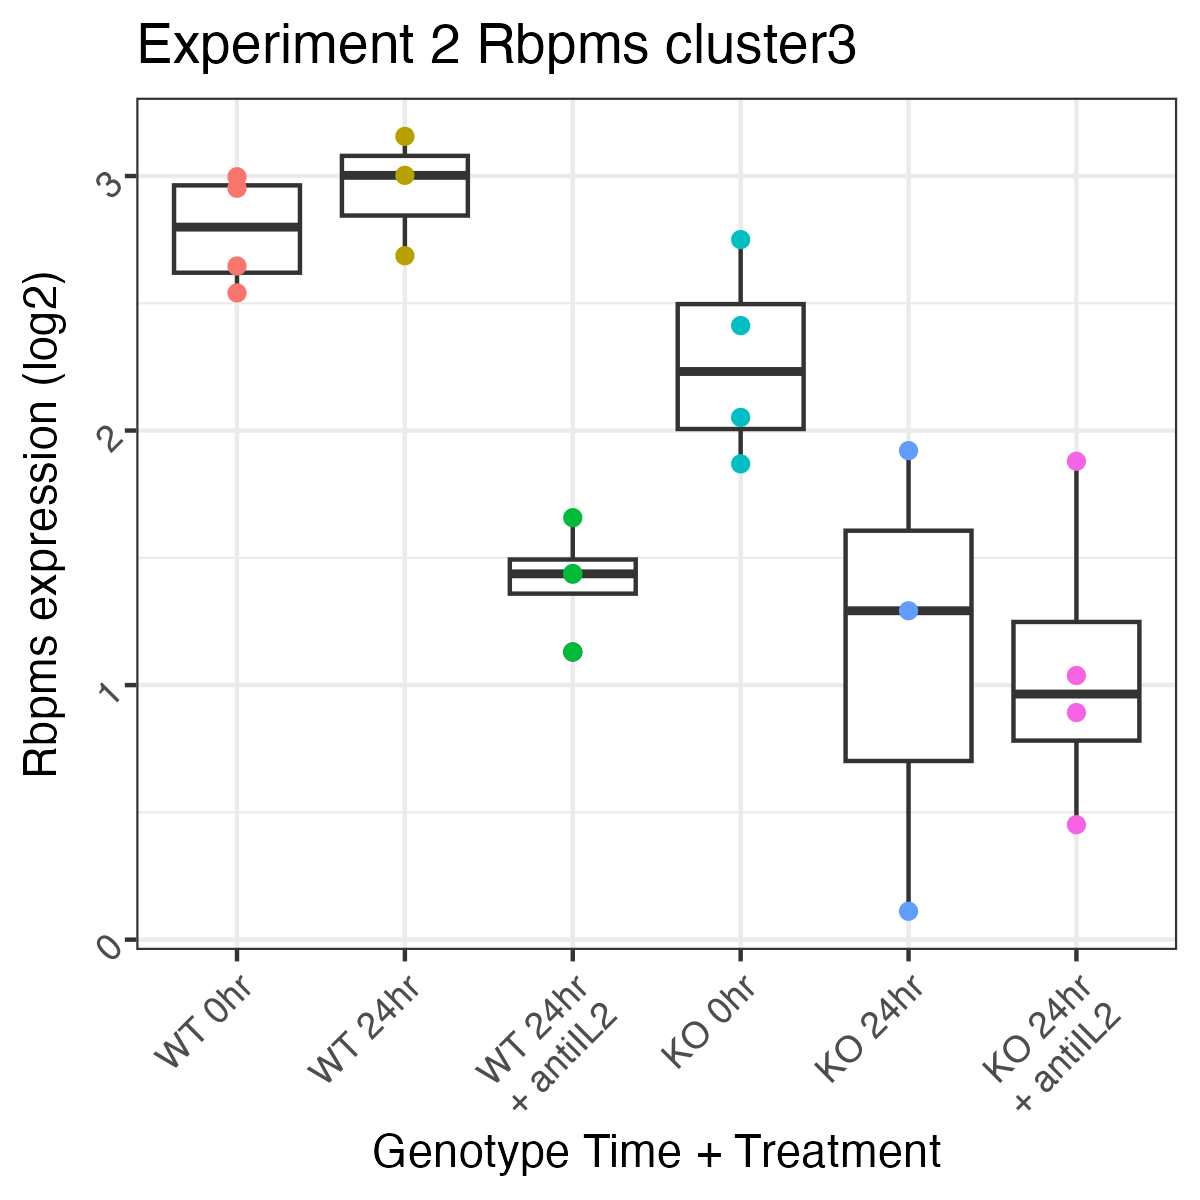 Experiment 2 Rbpms cluster3
Rbpms expression (log2)
3
2
1
0
WT 0hr
WT 24hr
WT 24hr
+ antiIL2
KO 0hr
KO 24hr
KO 24hr
+ antiIL2
Genotype Time + Treatment